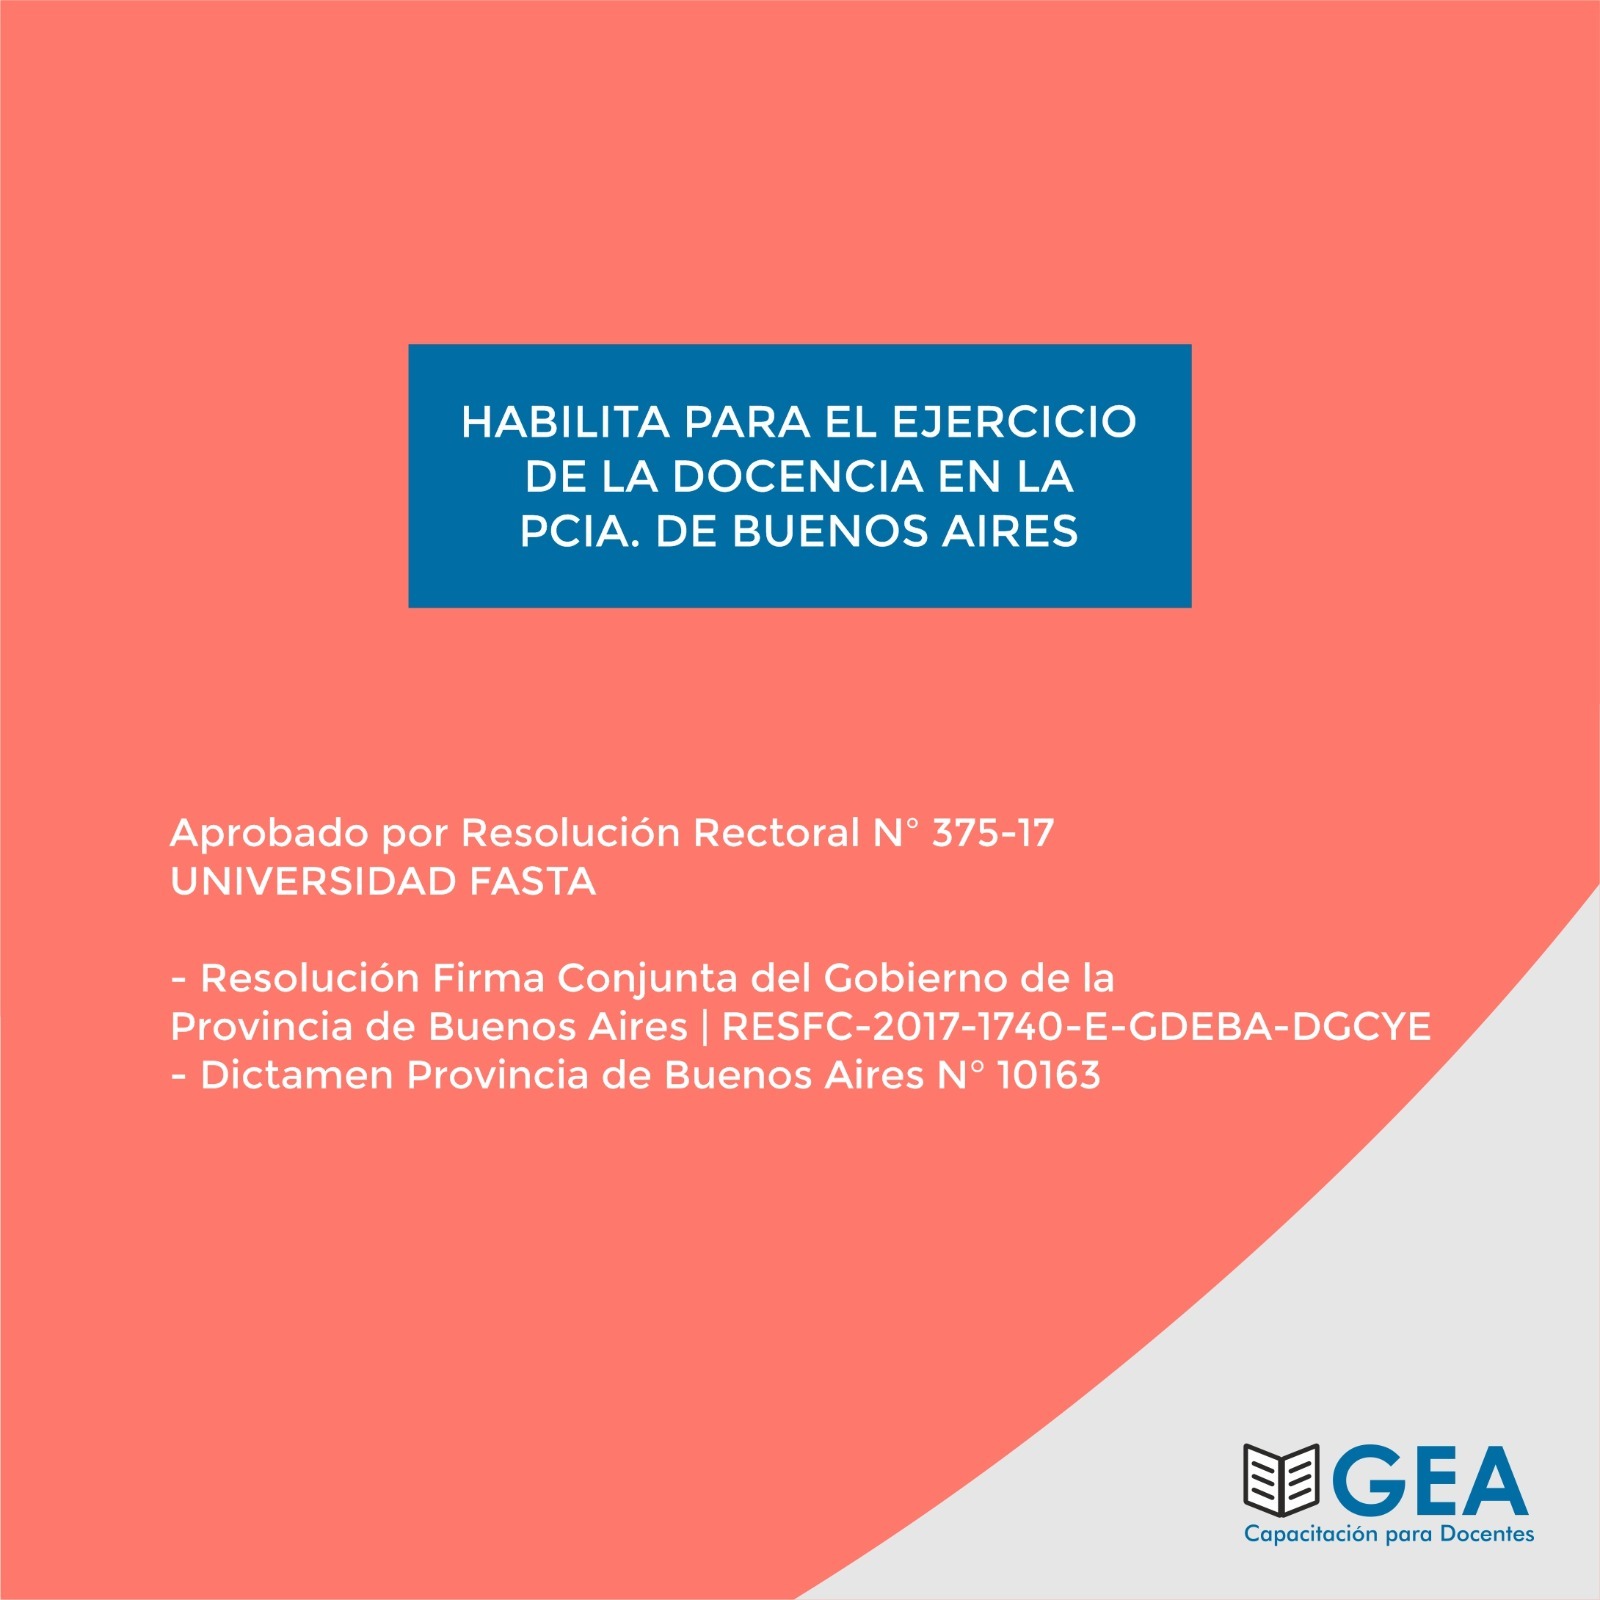 HABILITA PARA EL EJERCICIO
DE LA DOCENCIA EN LA
PCIA. DE BUENOS AIRES
Aprobado por Resolución Rectoral N° 375-17
UNIVERSIDAD FASTA
- Resolución Firma Conjunta del Gobierno de la
Provincia de Buenos Aires | RESFC-2017-1740-E-GDEBA-DGCYE
- Dictamen Provincia de Buenos Aires N° 10163
GEA
Capacitación para Docentes